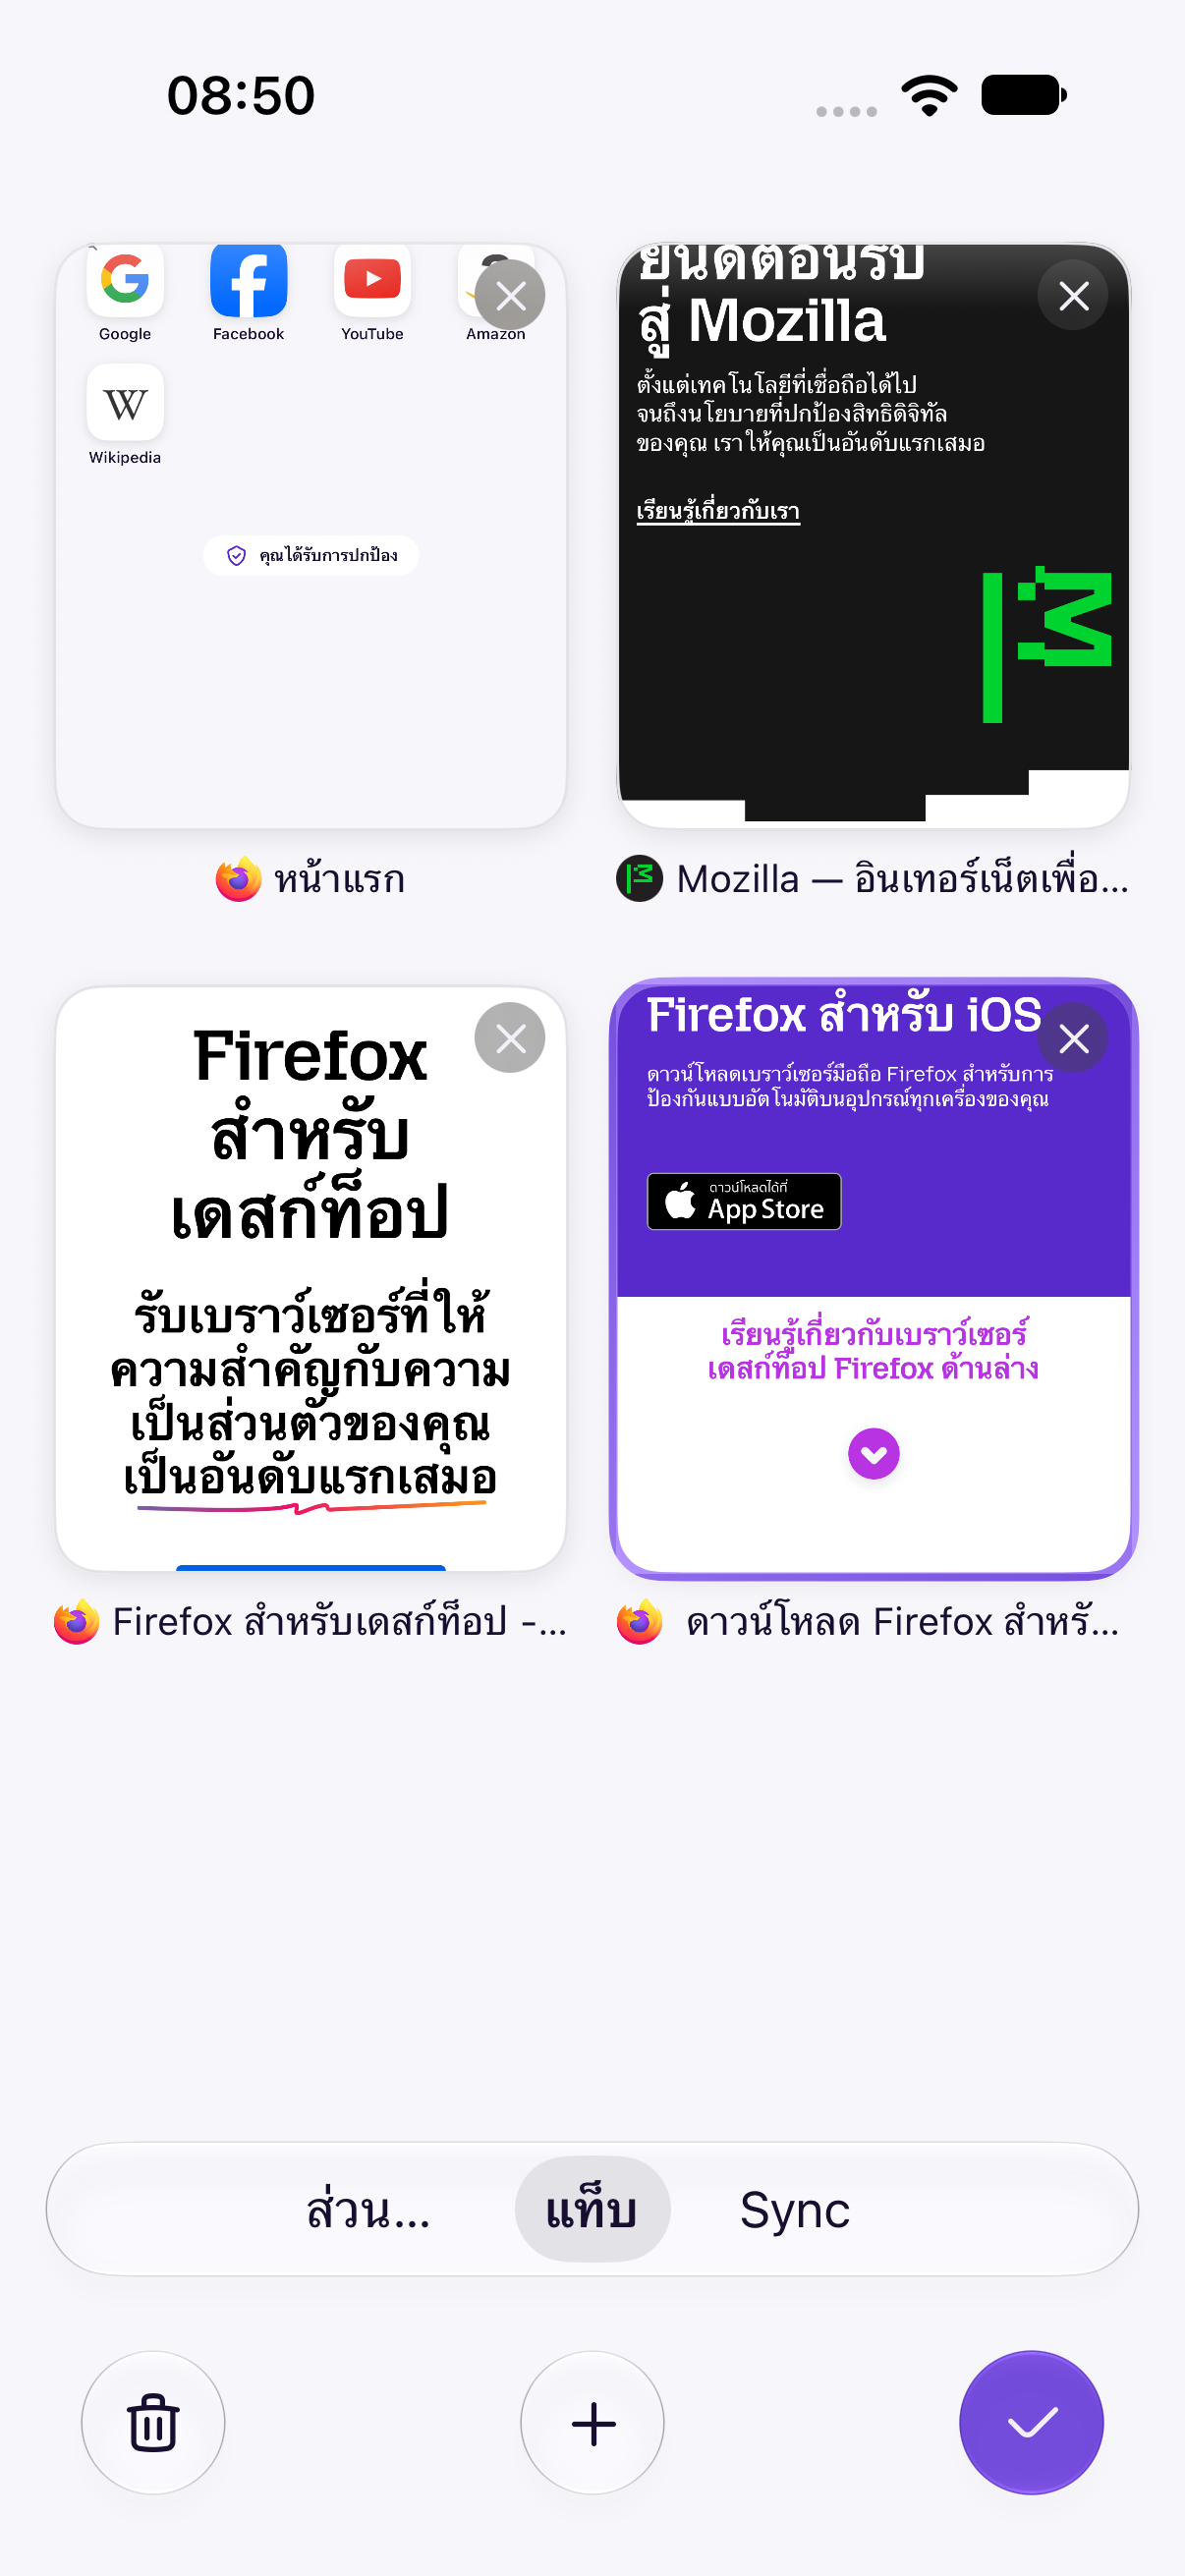 08:50
Google
Facebook
YouTube
Amazon
Wikipedia
คุณได้รับการปกป้อง
ยินดีต้อนรับ
สู่ Mozilla
ตั้งแต่เทคโนโลยีที่เชื่อถือได้ไป
จนถึงนโยบายที่ปกป้องสิทธิดิจิทัล
ของคุณ เราให้คุณเป็นอันดับแรกเสมอ
เรียนรู้เกี่ยวกับเรา
หน้าแรก
Mozilla — อินเทอร์เน็ตเพื่อ...
Firefox
สำหรับ
เดสก์ท็อป
รับเบราว์เซอร์ที่ให้
ความสำคัญกับความ
เป็นส่วนตัวของคุณ
เป็นอันดับแรกเสมอ
Firefox สำหรับ iOS
ดาวน์โหลดเบราว์เซอร์มือถือ Firefox สำหรับการ
ป้องกันแบบอัตโนมัติบนอุปกรณ์ทุกเครื่องของคุณ
ดาวน์โหลดได้ที่
App Store
เรียนรู้เกี่ยวกับเบราว์เซอร์
เดสก์ท็อป Firefox ด้านล่าง
Firefox สำหรับเดสก์ท็อป -...
ดาวน์โหลด Firefox สำหรั...
ส่วน...
แท็บ
Sync